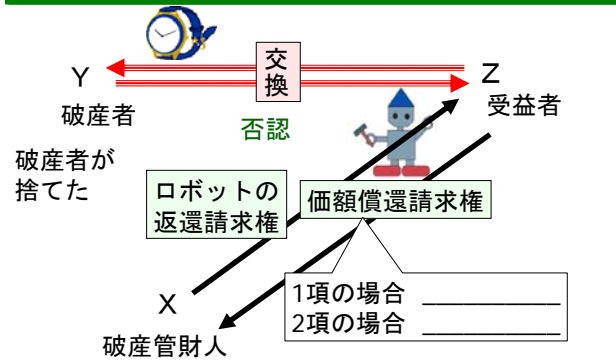 交
換
Y
破産者
Z
受益者
否認
破産者が
捨てた
ロボットの
返還請求権
価額償還請求権
1項の場合 ___________
2項の場合 ___________
X
破産管財人